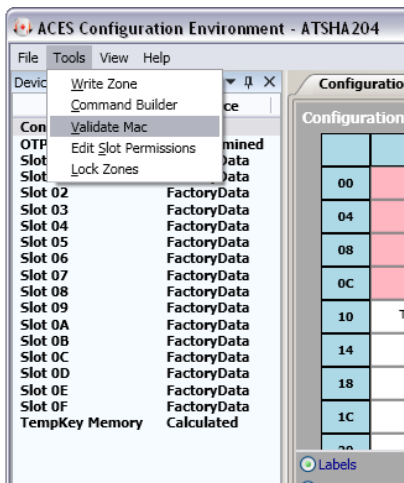 ACES Configuration Environment - ATSHA204
File Tools View Help
Devic
Write Zone
Command Builder
Validate Mac
Edit Slot Permissions
Lock Zones
ce
Con
OTP mined
Slot Data
Slot Data
Slot 02 FactoryData
Slot 03 FactoryData
Slot 04 FactoryData
Slot 05 FactoryData
Slot 06 FactoryData
Slot 07 FactoryData
Slot 08 FactoryData
Slot 09 FactoryData
Slot 0A FactoryData
Slot 0B FactoryData
Slot 0C FactoryData
Slot 0D FactoryData
Slot 0E FactoryData
Slot 0F FactoryData
TempKey Memory Calculated
Configuratio
Configuration
00
04
08
0C
10 T
14
18
1C
Labels